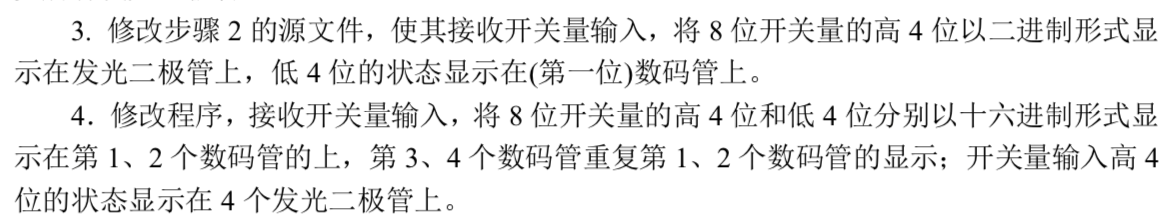 3. 修改步骤 2 的源文件，使其接收开关量输入，将 8 位开关量的高 4 位以二进制形式显
示在发光二极管上，低 4 位的状态显示在(第一位)数码管上。
4．修改程序，接收开关量输入，将 8 位开关量的高 4 位和低 4 位分别以十六进制形式显
示在第 1、2 个数码管的上，第 3、4 个数码管重复第 1、2 个数码管的显示；开关量输入高 4
位的状态显示在 4 个发光二极管上。